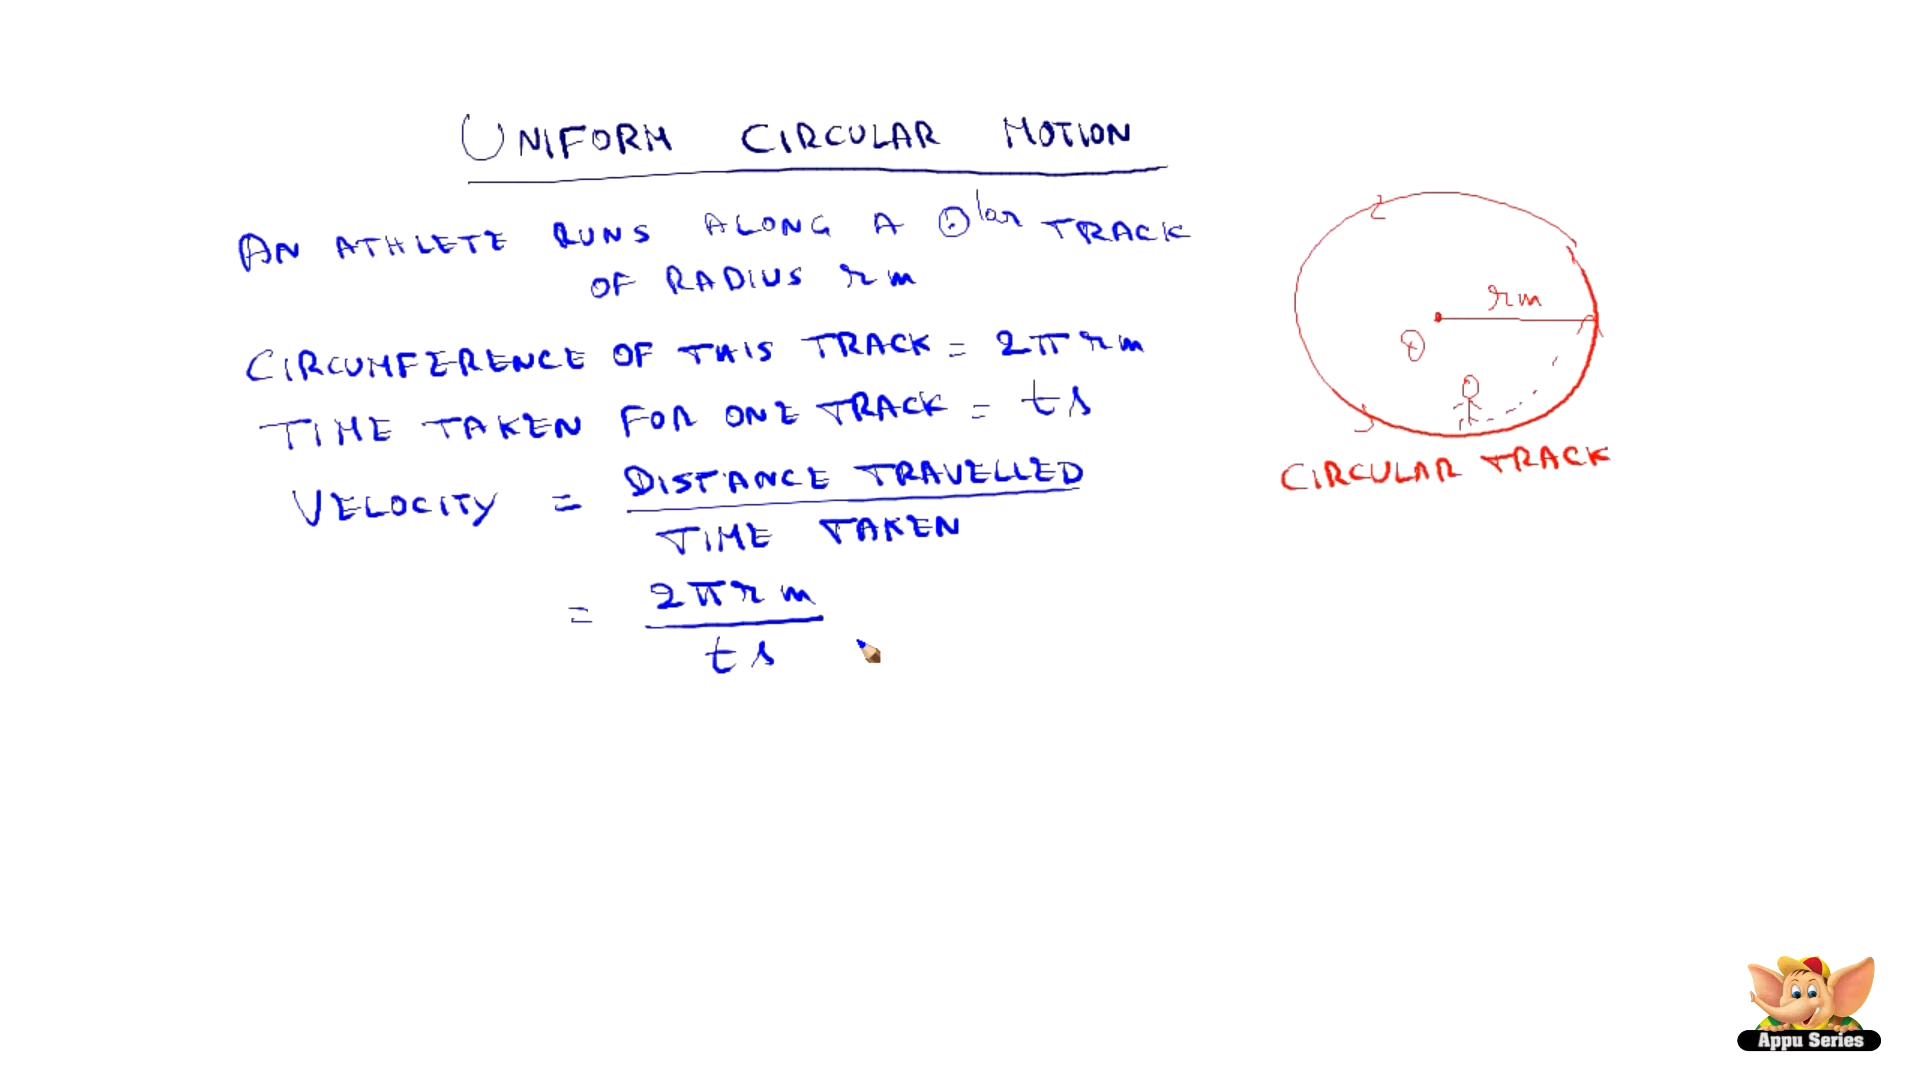 UNIFORM CIRCULAR MOTION
AN ATHLETE RUNS ALONG A ⊙lar TRACK
OF RADIUS r m
CIRCUMFERENCE OF THIS TRACK = 2πr m
TIME TAKEN FOR ONE TRACK = t s
VELOCITY = DISTANCE TRAVELLED
TIME TAKEN
= 2πr m
t s
r m
O
CIRCULAR TRACK
Appu Series